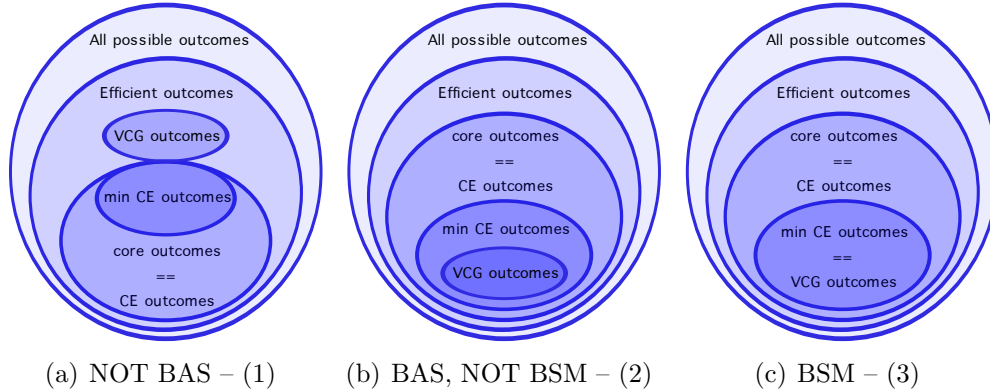 All possible outcomes
Efficient outcomes
VCG outcomes
min CE outcomes
core outcomes
==
CE outcomes
(a) NOT BAS – (1)
All possible outcomes
Efficient outcomes
core outcomes
==
CE outcomes
min CE outcomes
VCG outcomes
(b) BAS, NOT BSM – (2)
All possible outcomes
Efficient outcomes
core outcomes
==
CE outcomes
min CE outcomes
==
VCG outcomes
(c) BSM – (3)